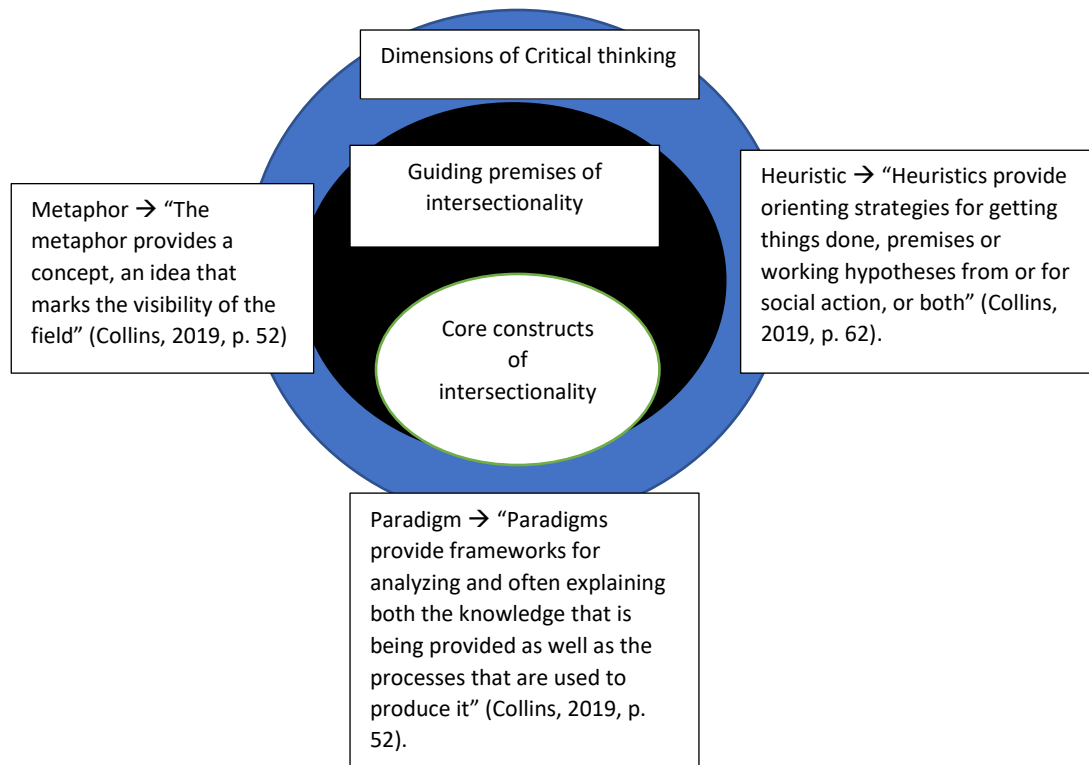 Dimensions of Critical thinking
Guiding premises of
intersectionality
Metaphor → “The
metaphor provides a
concept, an idea that
marks the visibility of the
field” (Collins, 2019, p. 52)
Heuristic → “Heuristics provide
orienting strategies for getting
things done, premises or
working hypotheses from or for
social action, or both” (Collins,
2019, p. 62).
Core constructs
of
intersectionality
Paradigm → “Paradigms
provide frameworks for
analyzing and often explaining
both the knowledge that is
being provided as well as the
processes that are used to
produce it” (Collins, 2019, p.
52).